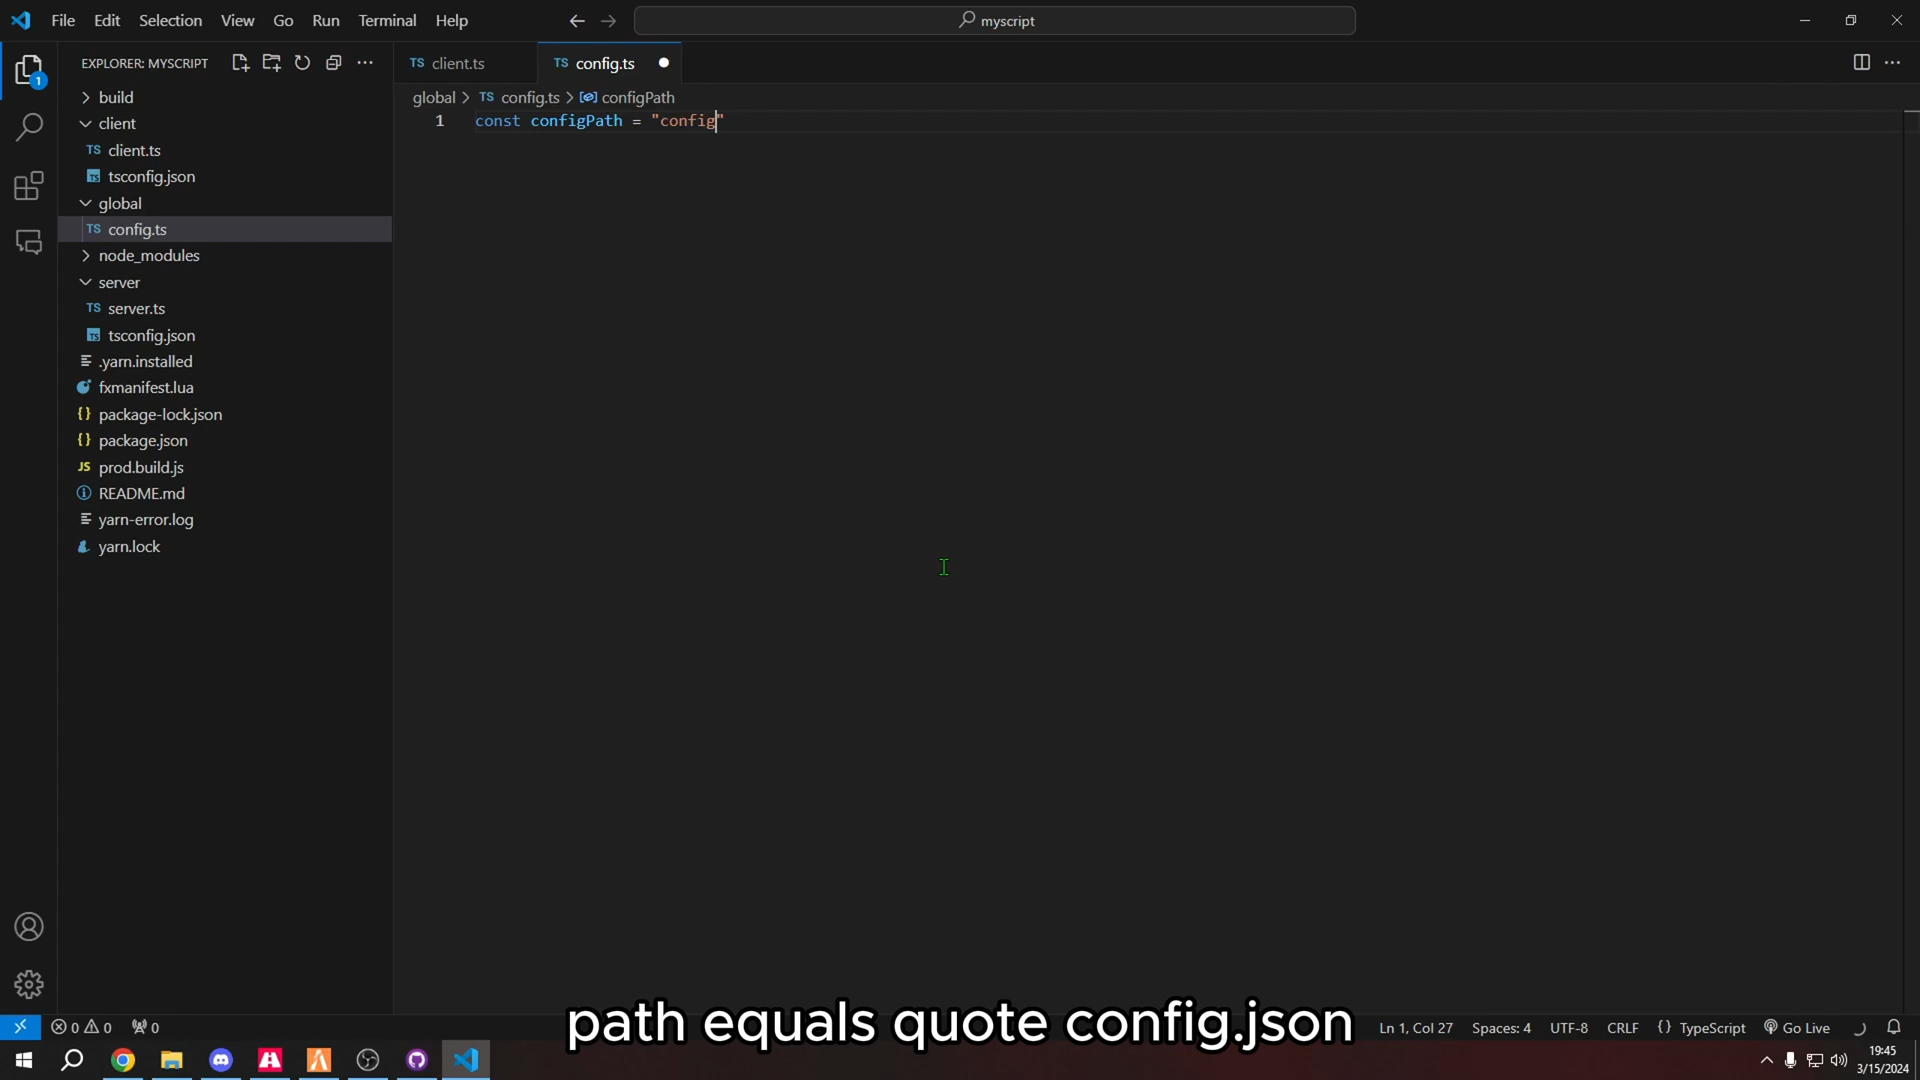 File Edit Selection View Go Run Terminal Help
myscript
EXPLORER: MYSCRIPT
TS client.ts
TS config.ts
1
global > TS config.ts > configPath
1 const configPath = "config"
build
client
TS client.ts
TS tsconfig.json
global
TS config.ts
node_modules
server
TS server.ts
TS tsconfig.json
.yarn.installed
fxmanifest.lua
{} package-lock.json
{} package.json
JS prod.build.js
README.md
yarn-error.log
yarn.lock
path equals quote config.json
0 0 0
Ln 1, Col 27 Spaces: 4 UTF-8 CRLF {} TypeScript Go Live
19:45
3/15/2024